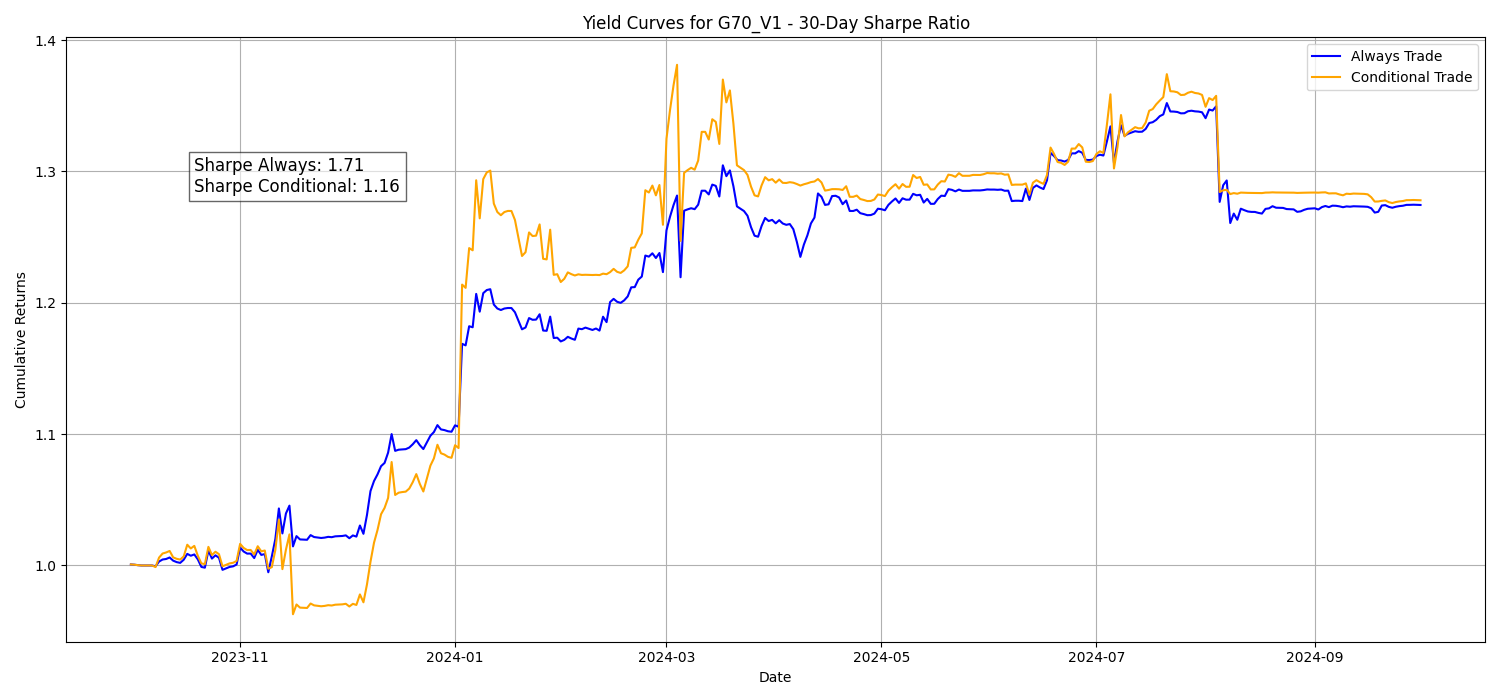 Yield Curves for G70_V1 - 30-Day Sharpe Ratio
1.4
Always Trade
Conditional Trade
Sharpe Always: 1.71
Sharpe Conditional: 1.16
1.3
1.2
1.1
1.0
Cumulative Returns
2023-11
2024-01
2024-03
2024-05
2024-07
2024-09
Date